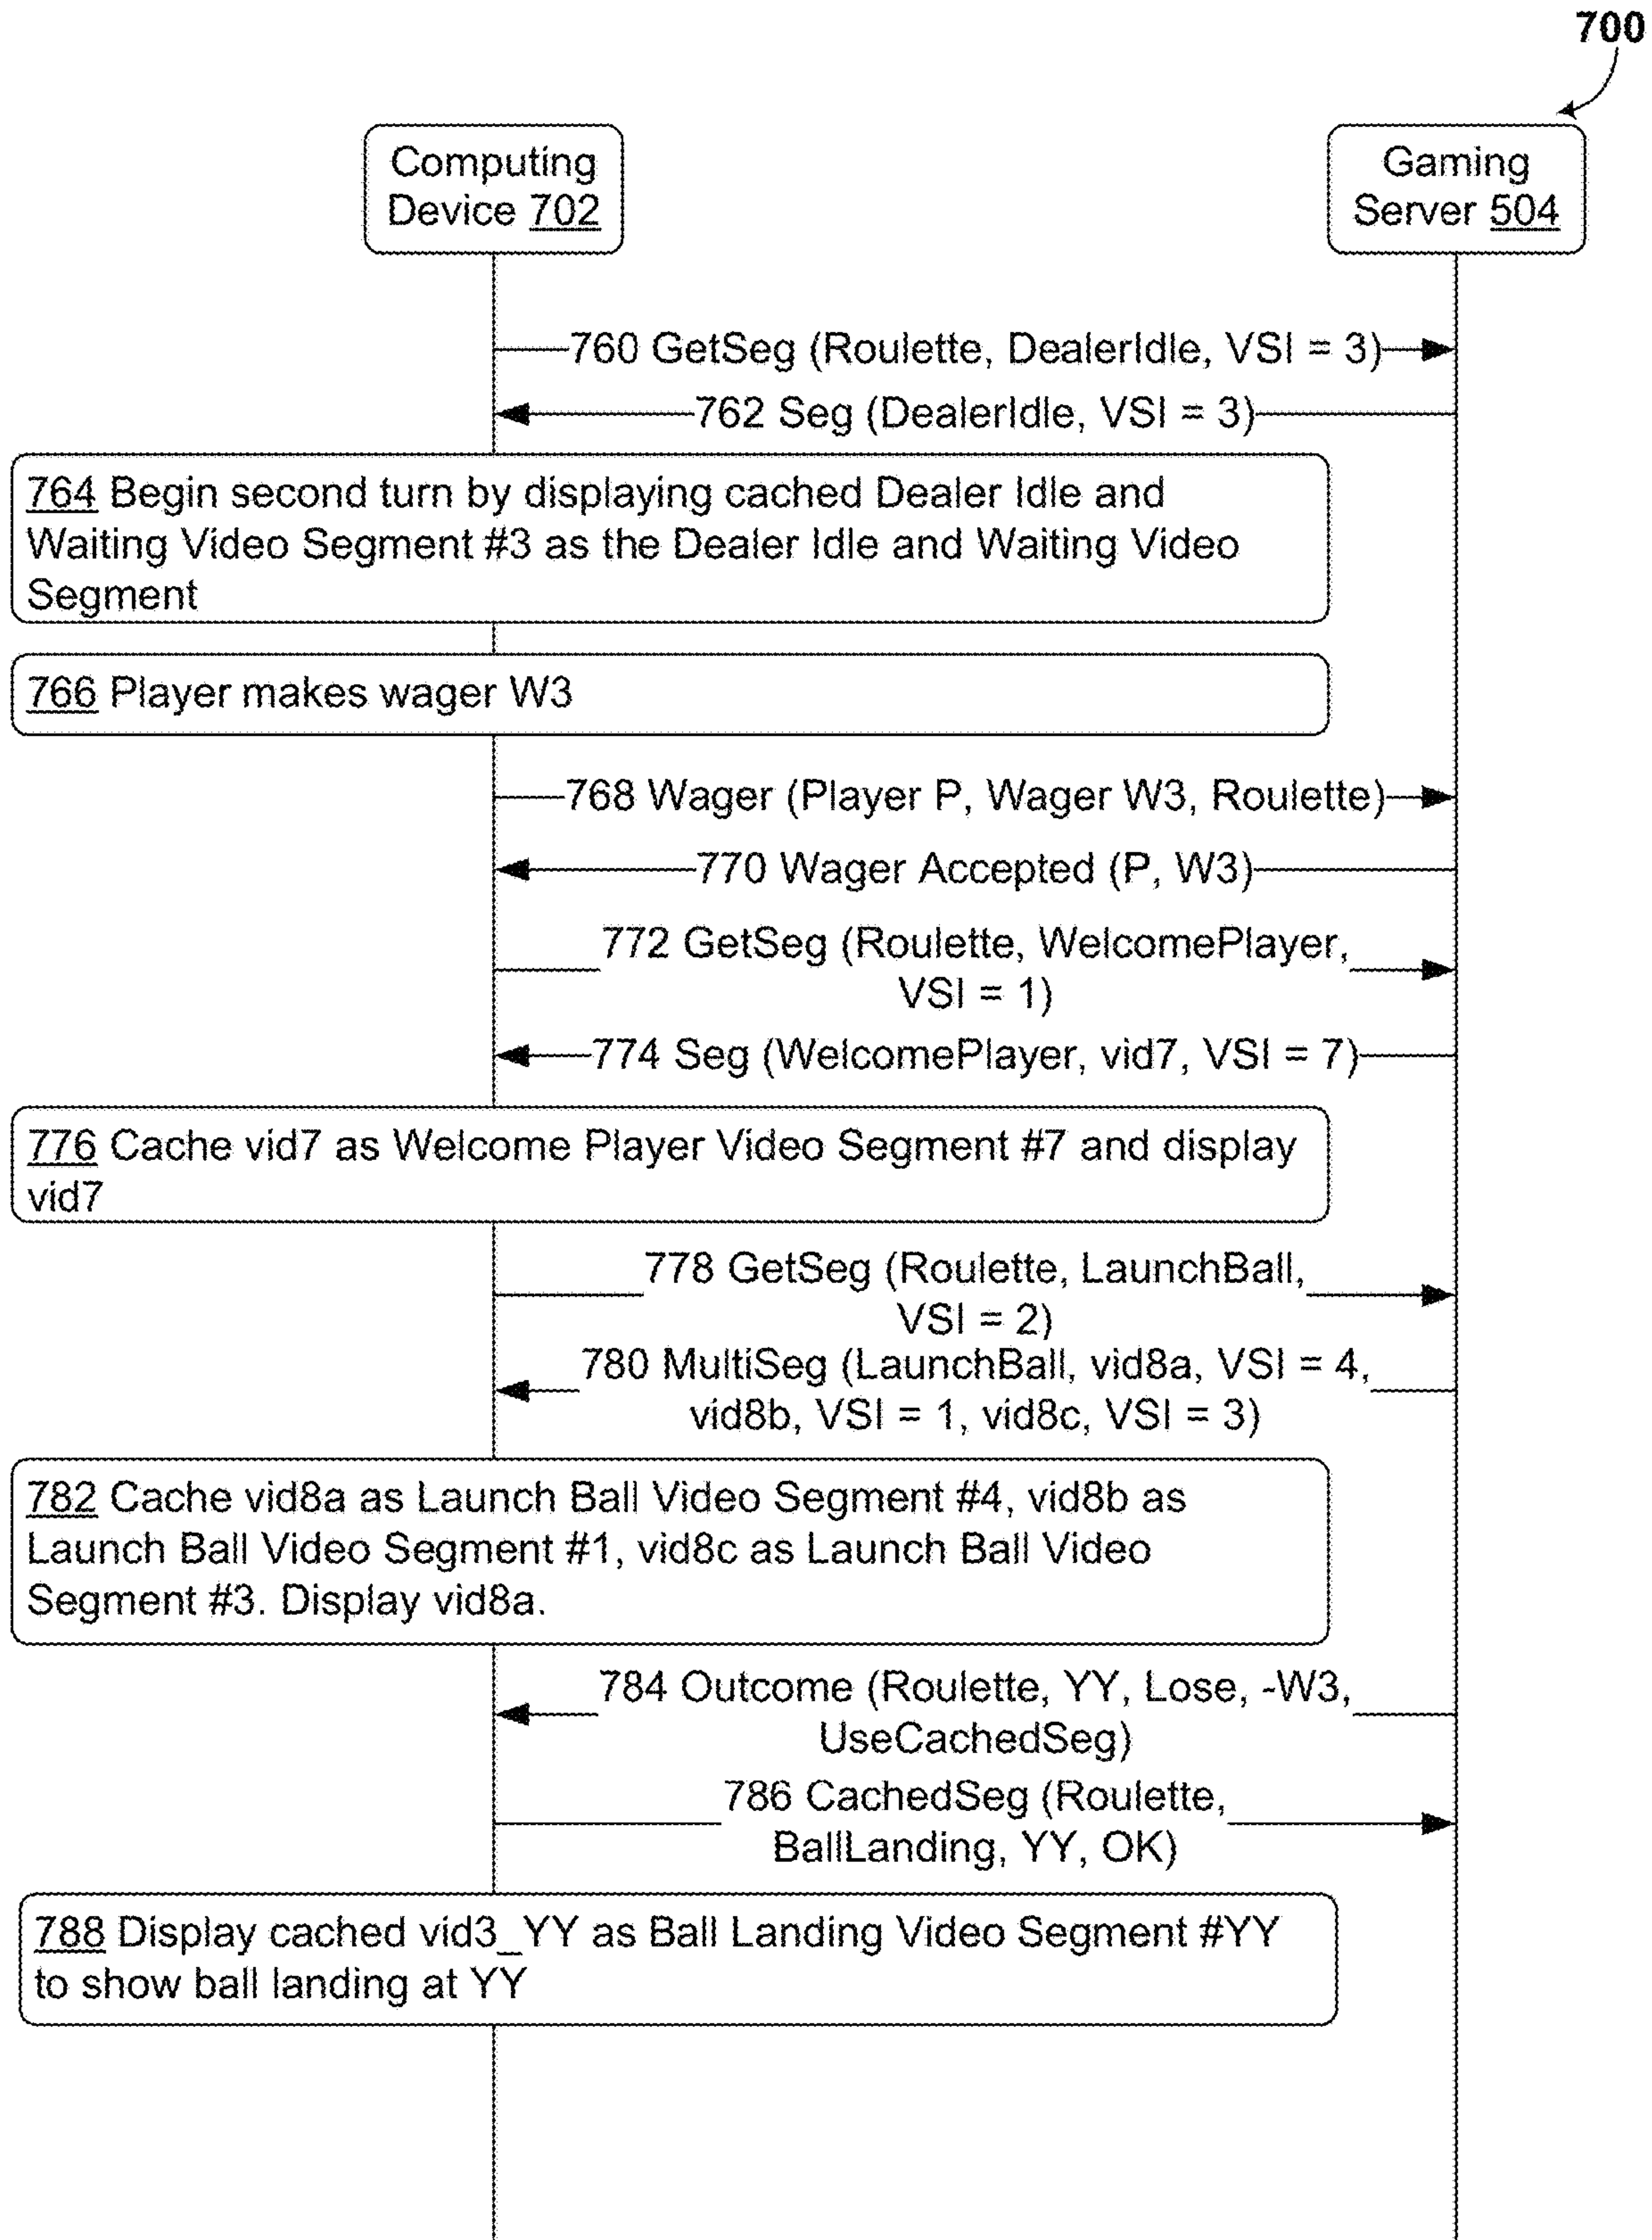 700
Computing
Device 702
Gaming
Server 504
760 GetSeg (Roulette, DealerIdle, VSI = 3)
762 Seg (DealerIdle, VSI = 3)
764 Begin second turn by displaying cached Dealer Idle and
Waiting Video Segment #3 as the Dealer Idle and Waiting Video
Segment
766 Player makes wager W3
768 Wager (Player P, Wager W3, Roulette)
770 Wager Accepted (P, W3)
772 GetSeg (Roulette, WelcomePlayer,
VSI = 1)
774 Seg (WelcomePlayer, vid7, VSI = 7)
776 Cache vid7 as Welcome Player Video Segment #7 and display
vid7
778 GetSeg (Roulette, LaunchBall,
VSI = 2)
780 MultiSeg (LaunchBall, vid8a, VSI = 4,
vid8b, VSI = 1, vid8c, VSI = 3)
782 Cache vid8a as Launch Ball Video Segment #4, vid8b as
Launch Ball Video Segment #1, vid8c as Launch Ball Video
Segment #3. Display vid8a.
784 Outcome (Roulette, YY, Lose, -W3,
UseCachedSeg)
786 CachedSeg (Roulette,
BallLanding, YY, OK)
788 Display cached vid3_YY as Ball Landing Video Segment #YY
to show ball landing at YY